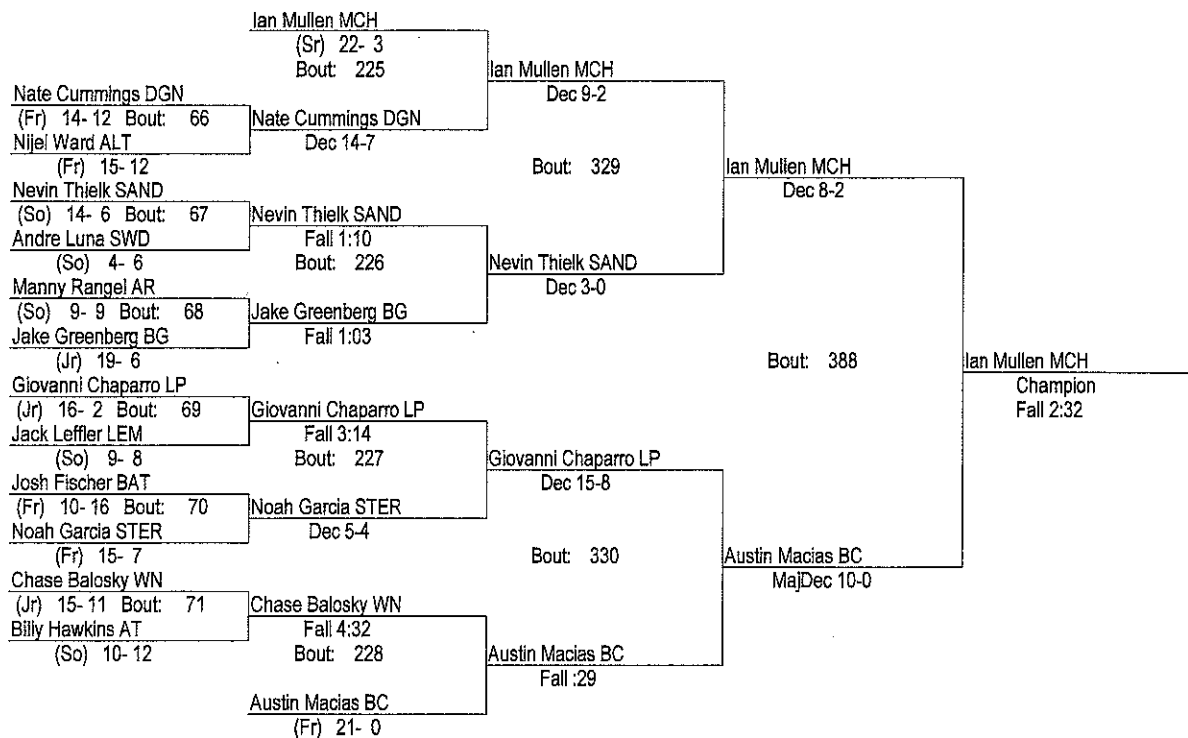 Ian Mullen MCH
(Sr) 22- 3
Bout: 225
Ian Mullen MCH
Dec 9-2
Nate Cummings DGN
(Fr) 14- 12 Bout: 66
Nate Cummings DGN
Dec 14-7
Nijel Ward ALT
(Fr) 15- 12
Bout: 329
Ian Mullen MCH
Dec 8-2
Nevin Thielk SAND
(So) 14- 6 Bout: 67
Nevin Thielk SAND
Fall 1:10
Andre Luna SWD
(So) 4- 6
Bout: 226
Nevin Thielk SAND
Dec 3-0
Manny Rangel AR
(So) 9- 9 Bout: 68
Jake Greenberg BG
Fall 1:03
Jake Greenberg BG
(Jr) 19- 6
Bout: 388
Ian Mullen MCH
Champion
Fall 2:32
Giovanni Chaparro LP
(Jr) 16- 2 Bout: 69
Giovanni Chaparro LP
Fall 3:14
Jack Leffler LEM
(So) 9- 8
Bout: 227
Giovanni Chaparro LP
Dec 15-8
Josh Fischer BAT
(Fr) 10- 16 Bout: 70
Noah Garcia STER
Dec 5-4
Noah Garcia STER
(Fr) 15- 7
Bout: 330
Austin Macias BC
MajDec 10-0
Chase Balosky WN
(Jr) 15- 11 Bout: 71
Chase Balosky WN
Fall 4:32
Billy Hawkins AT
(So) 10- 12
Bout: 228
Austin Macias BC
Fall :29
Austin Macias BC
(Fr) 21- 0